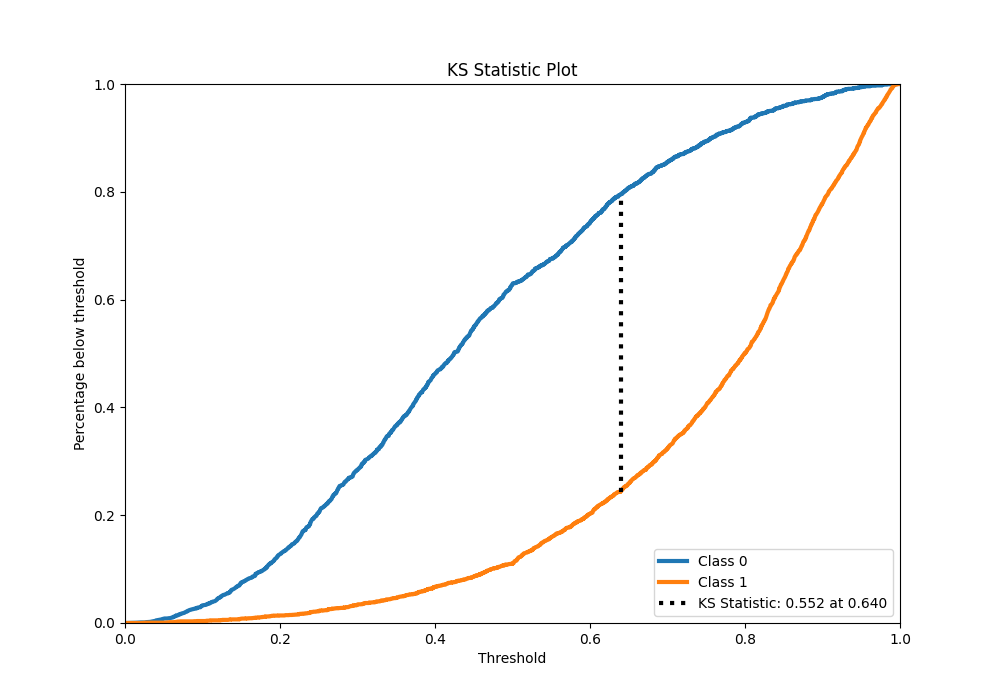 KS Statistic Plot
1.0
0.8
0.6
0.4
0.2
0.0
Percentage below threshold
0.0 0.2 0.4 0.6 0.8 1.0
Threshold
Class 0
Class 1
KS Statistic: 0.552 at 0.640